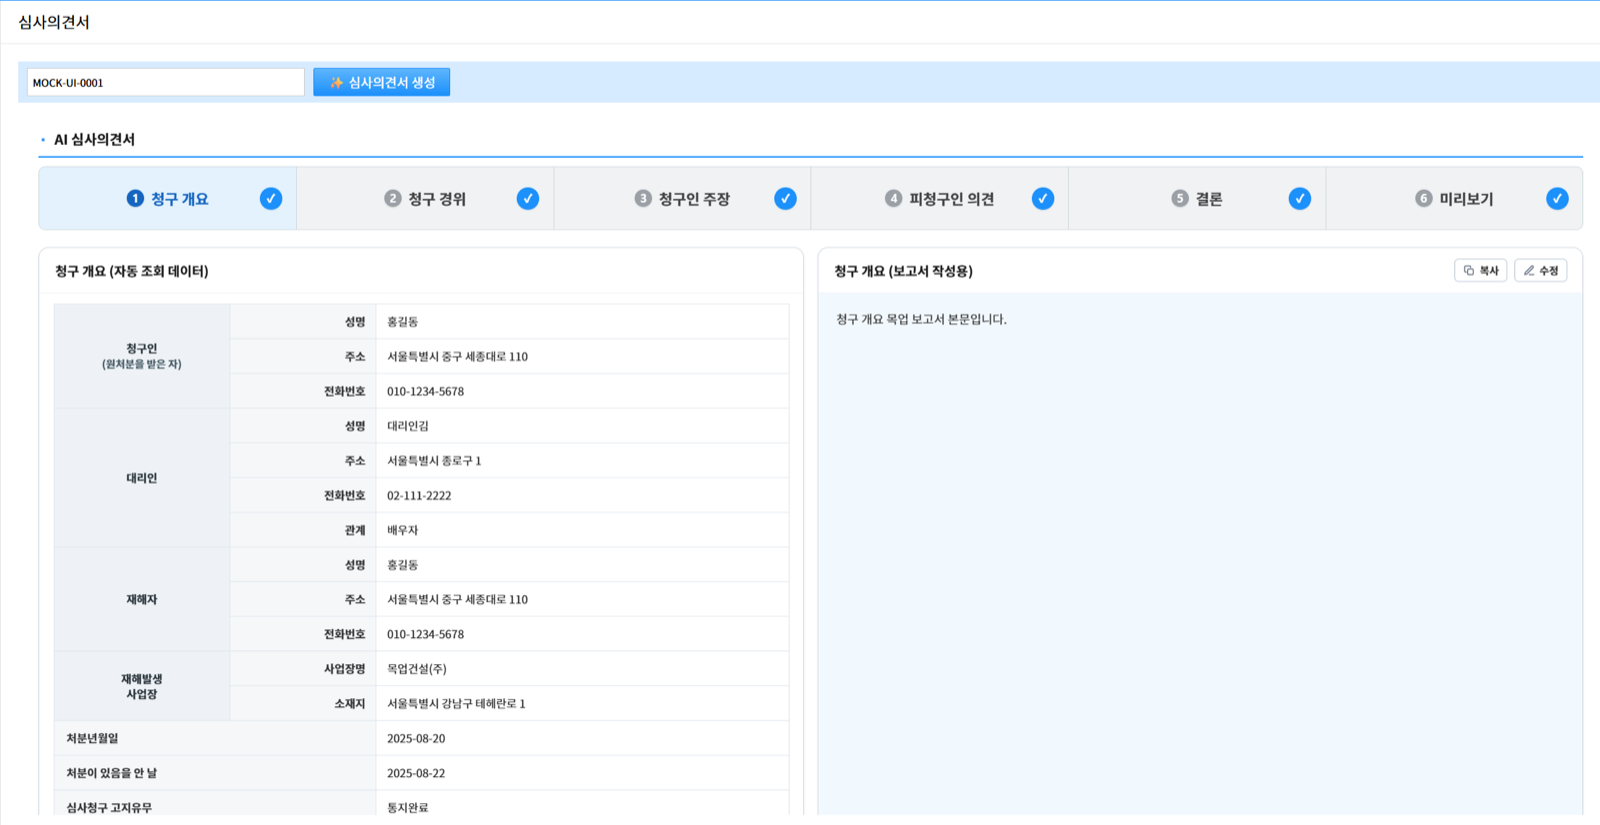 심사의견서
MOCK-UI-0001
✨ 심사의견서 생성
AI 심사의견서
1 청구 개요
2 청구 경위
3 청구인 주장
4 피청구인 의견
5 결론
6 미리보기
청구 개요 (자동 조회 데이터)
청구인
(원처분을 받은 자)
성명 홍길동
주소 서울특별시 중구 세종대로 110
전화번호 010-1234-5678
대리인
성명 대리인김
주소 서울특별시 종로구 1
전화번호 02-111-2222
관계 배우자
재해자
성명 홍길동
주소 서울특별시 중구 세종대로 110
전화번호 010-1234-5678
재해발생
사업장
사업장명 목업건설(주)
소재지 서울특별시 강남구 테헤란로 1
처분년월일 2025-08-20
처분이 있음을 안 날 2025-08-22
심사청구 고지유무 통지완료
청구 개요 (보고서 작성용)
복사
수정
청구 개요 목업 보고서 본문입니다.